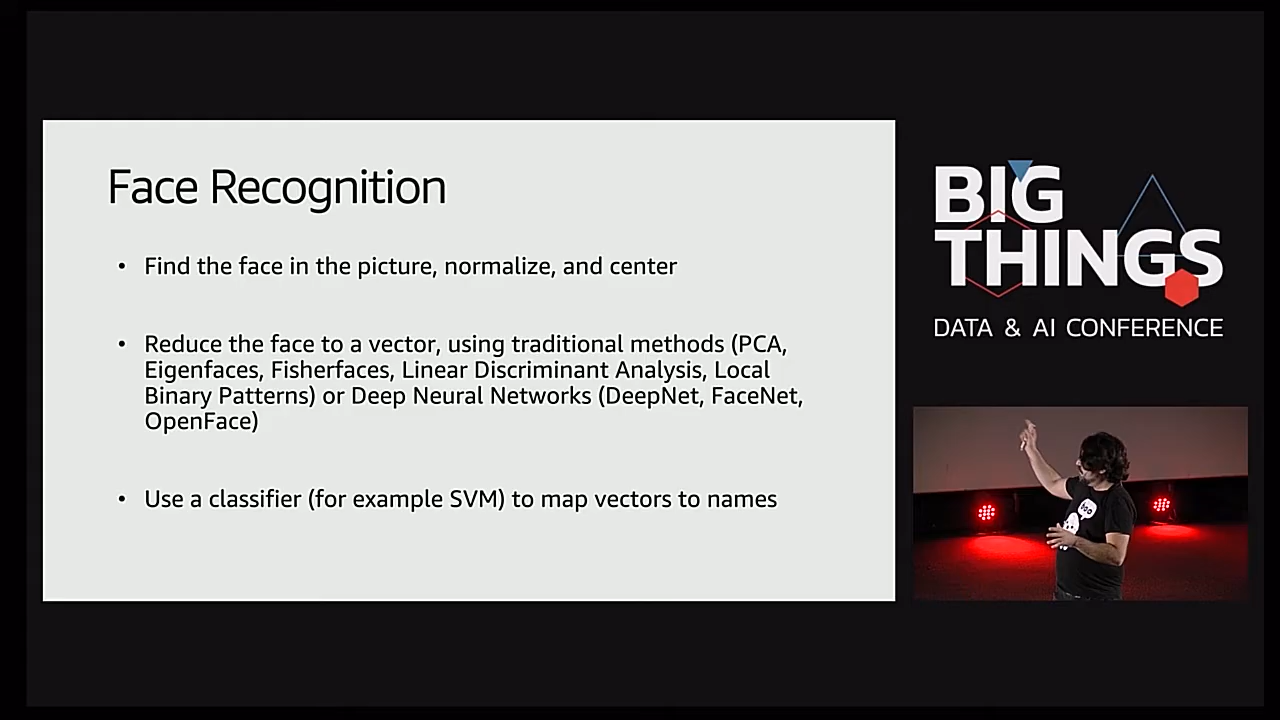 Face Recognition
• Find the face in the picture, normalize, and center
• Reduce the face to a vector, using traditional methods (PCA,
Eigenfaces, Fisherfaces, Linear Discriminant Analysis, Local
Binary Patterns) or Deep Neural Networks (DeepNet, FaceNet,
OpenFace)
• Use a classifier (for example SVM) to map vectors to names
BIG
THINGS
DATA & AI CONFERENCE